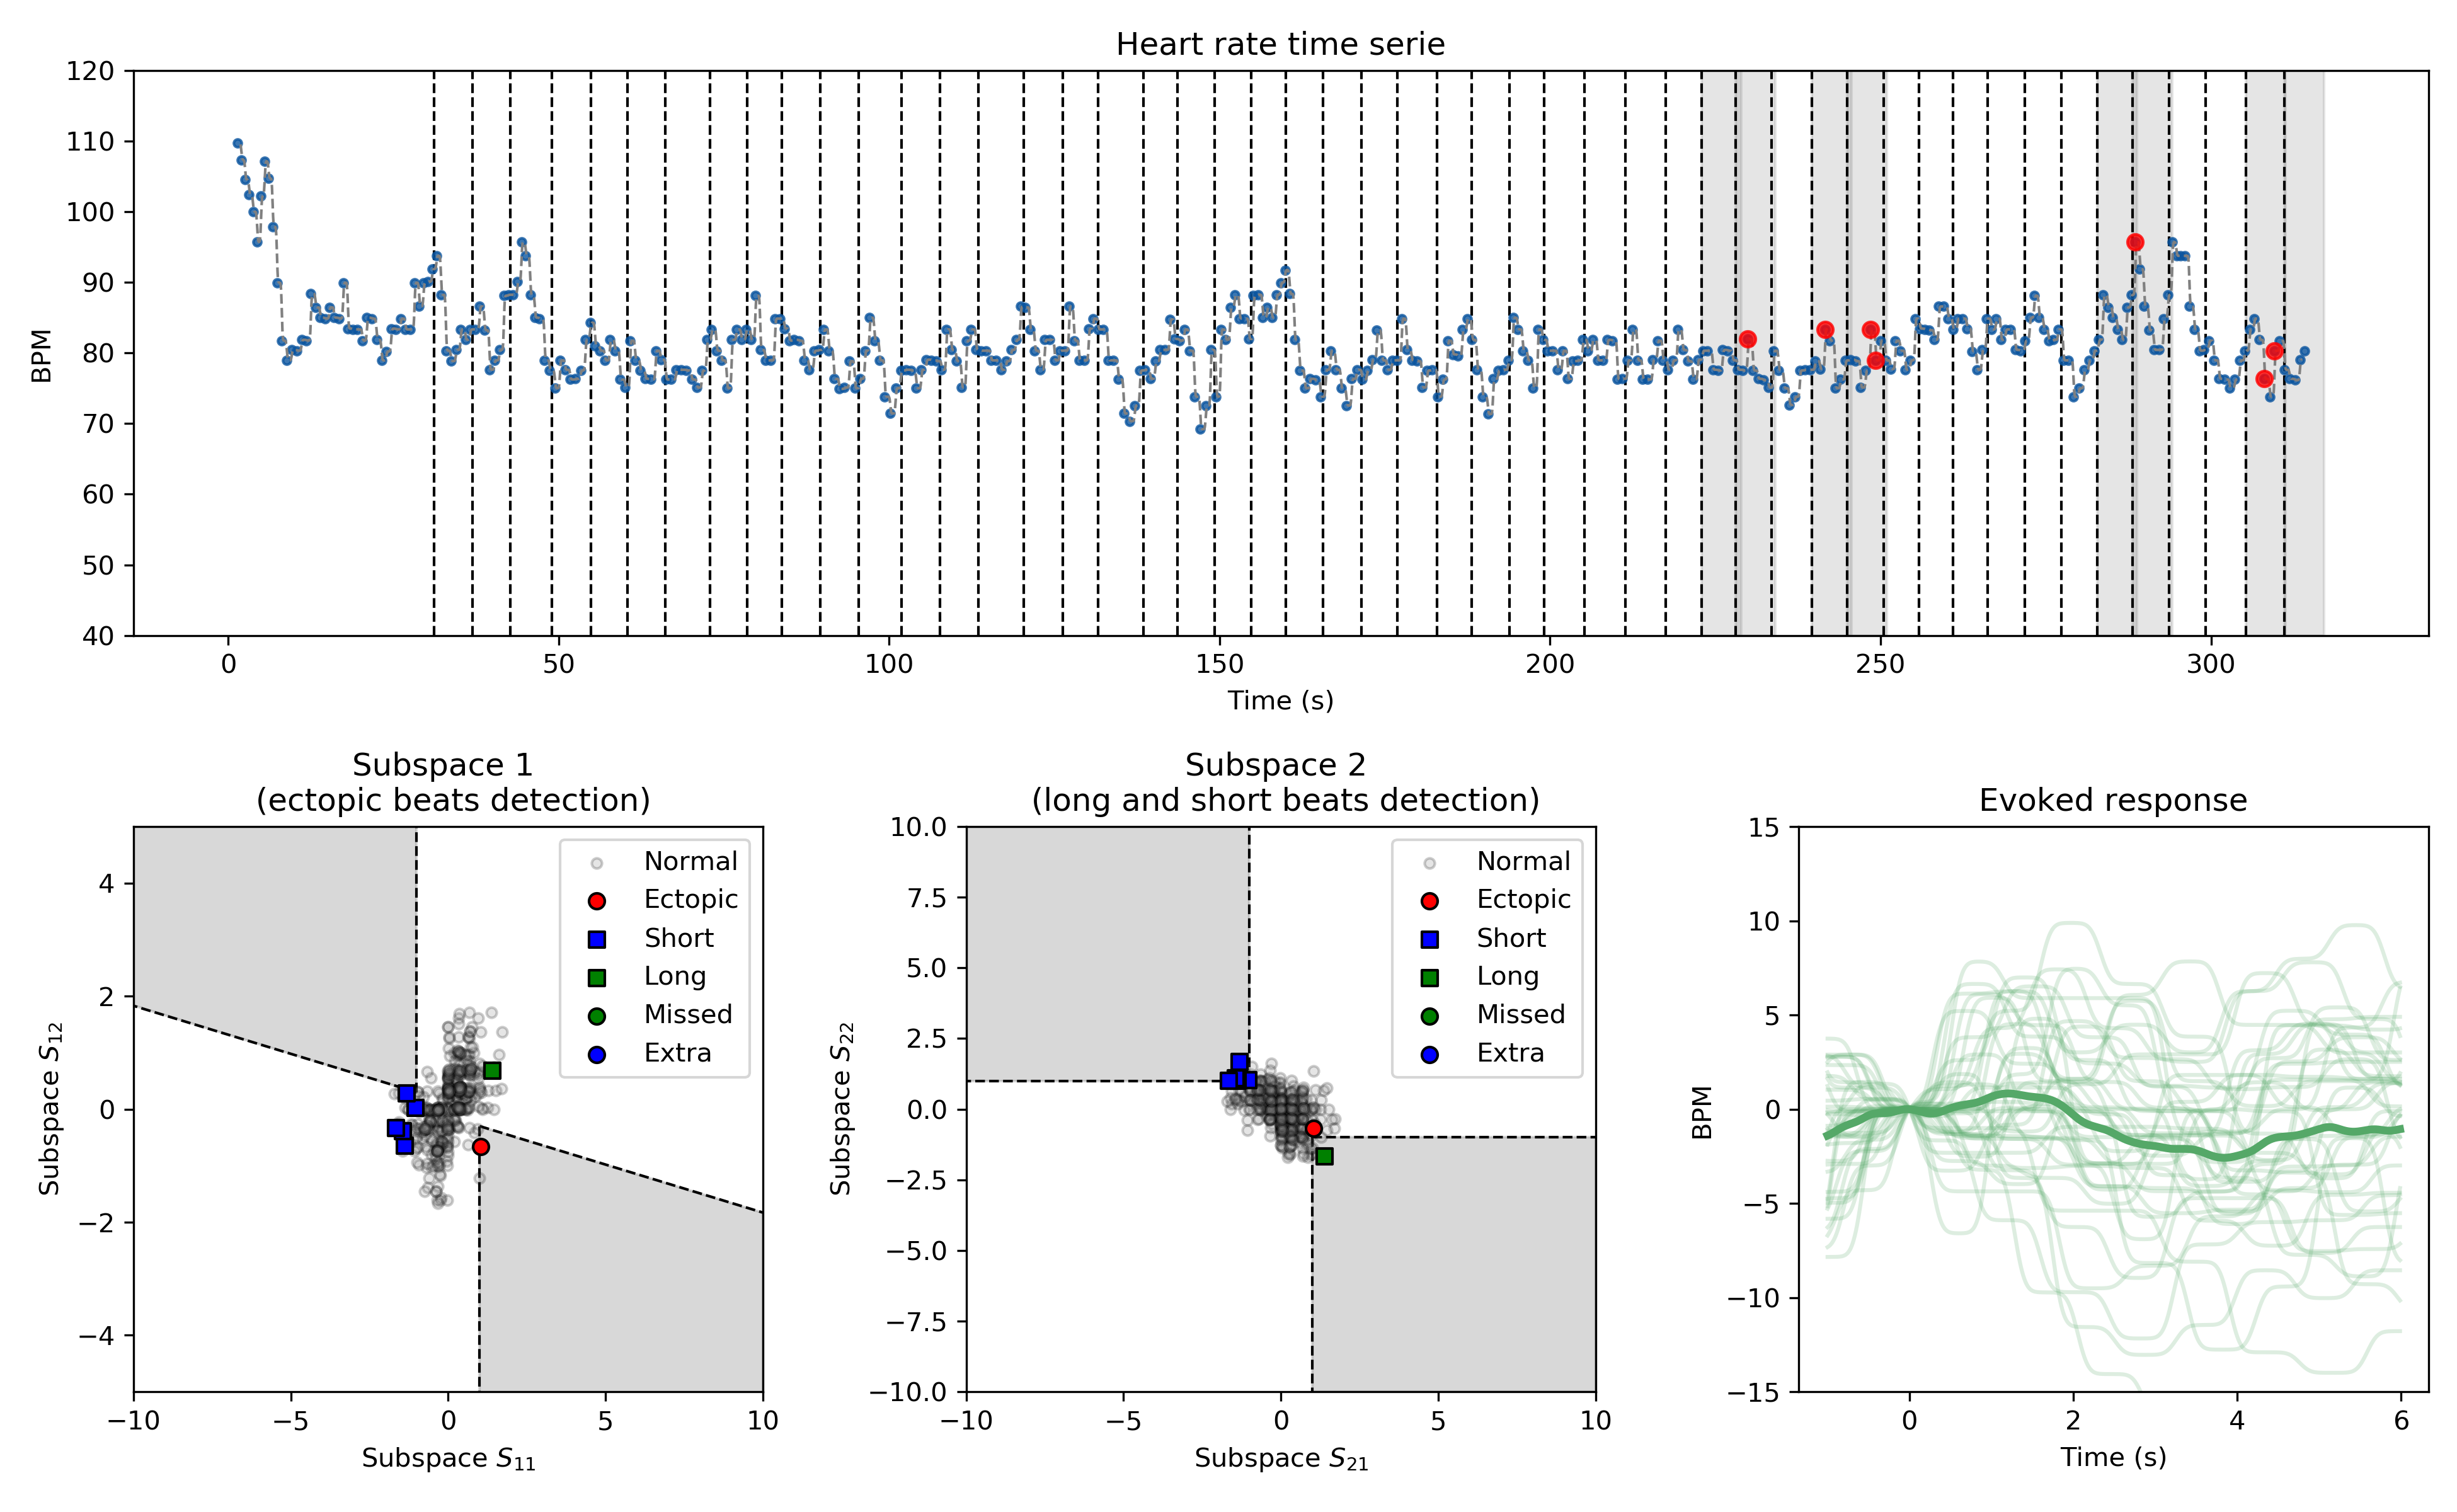 Heart rate time serie
120
110
100
90
80
70
60
50
40
BPM
0 50 100 150 200 250 300
Time (s)
Subspace 1
(ectopic beats detection)
4
2
0
−2
−4
Subspace S12
Normal
Ectopic
Short
Long
Missed
Extra
−10 −5 0 5 10
Subspace S11
Subspace 2
(long and short beats detection)
10.0
7.5
5.0
2.5
0.0
−2.5
−5.0
−7.5
−10.0
Subspace S22
Normal
Ectopic
Short
Long
Missed
Extra
−10 −5 0 5 10
Subspace S21
Evoked response
15
10
5
0
−5
−10
−15
BPM
0 2 4 6
Time (s)